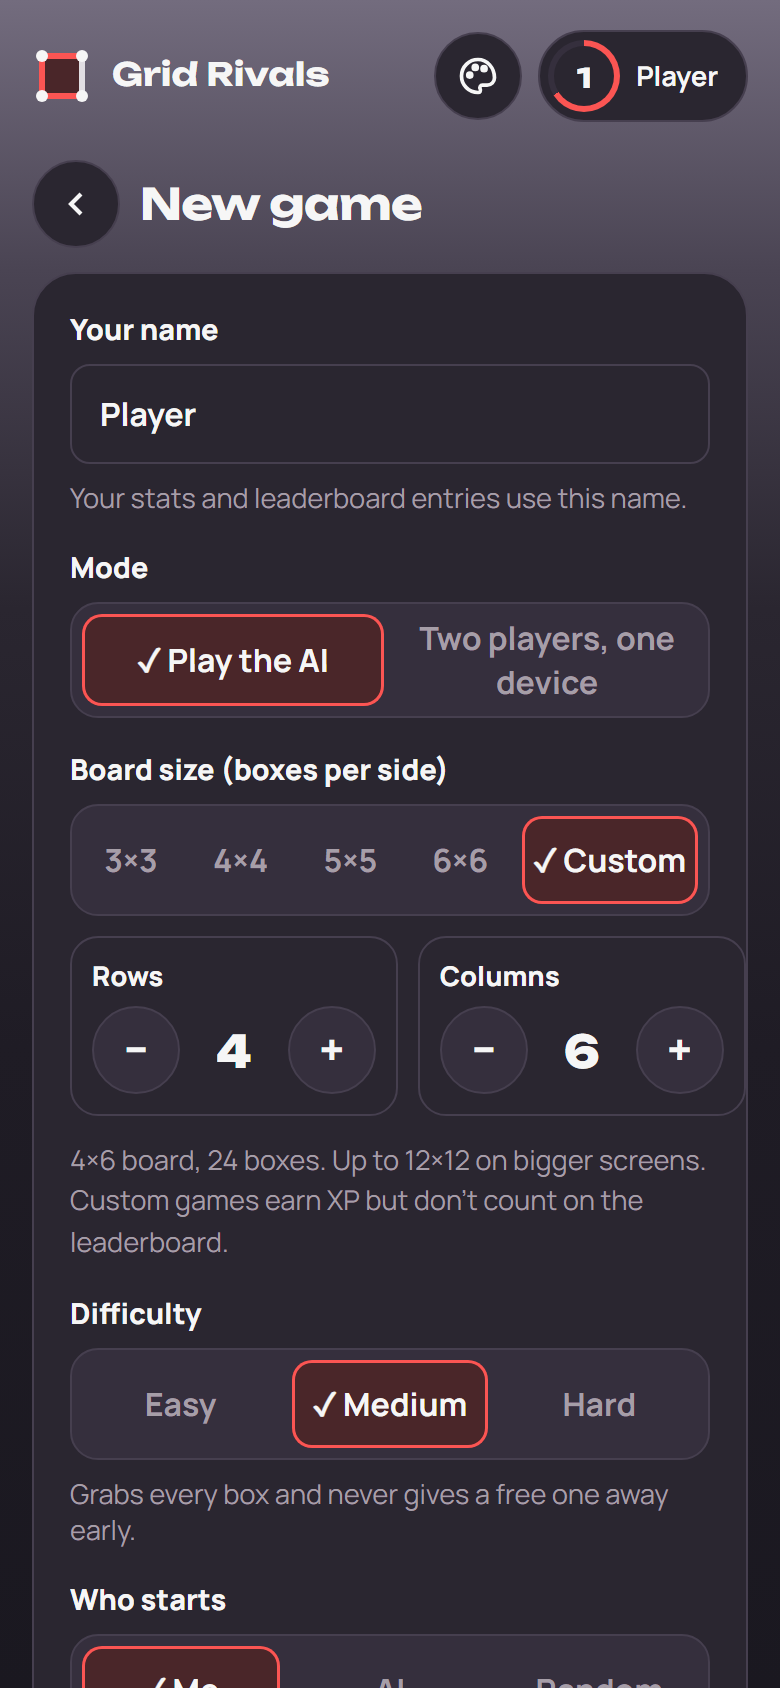 Grid Rivals
1 Player
New game
Your name
Player
Your stats and leaderboard entries use this name.
Mode
✓ Play the AI
Two players, one
device
Board size (boxes per side)
3×3 4×4 5×5 6×6 ✓ Custom
Rows
− 4 +
Columns
− 6 +
4×6 board, 24 boxes. Up to 12×12 on bigger screens.
Custom games earn XP but don't count on the
leaderboard.
Difficulty
Easy ✓ Medium Hard
Grabs every box and never gives a free one away
early.
Who starts
✓ Me AI Random